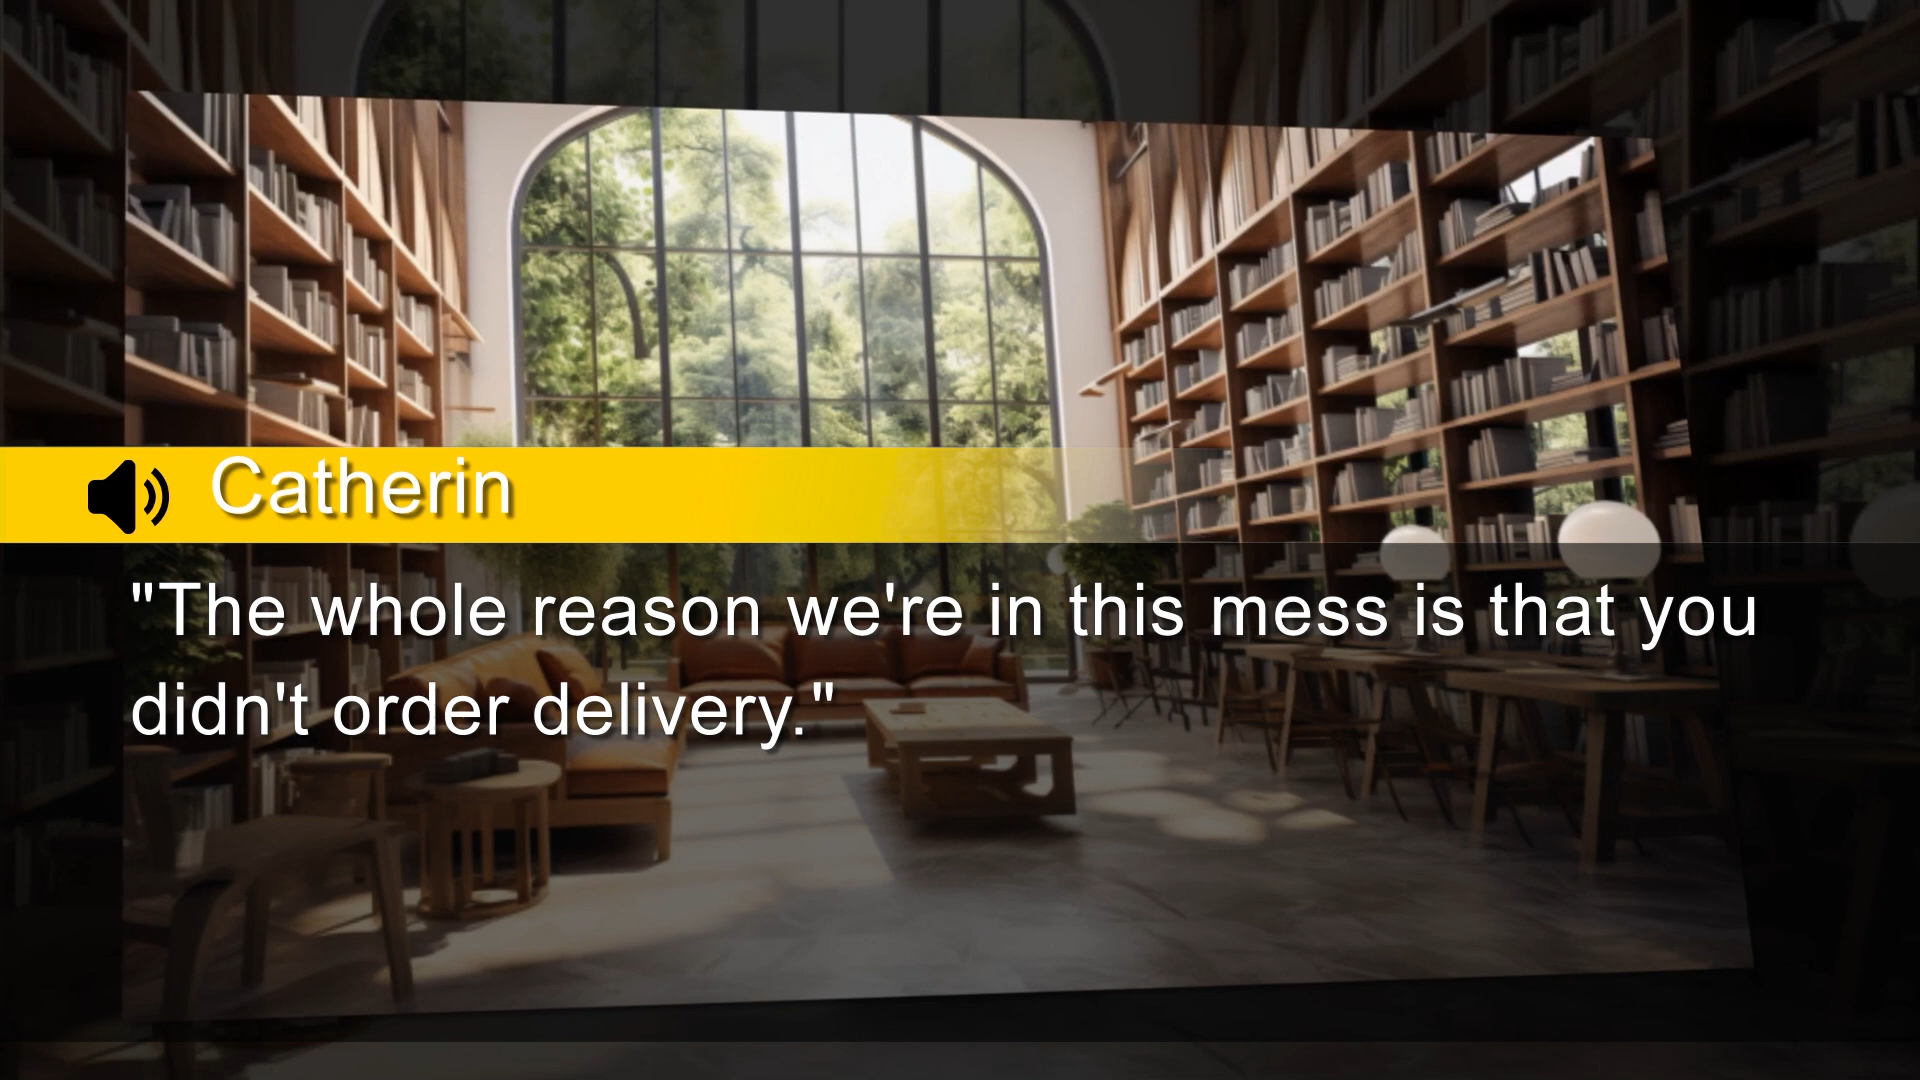 Catherin
"The whole reason we're in this mess is that you
didn't order delivery."